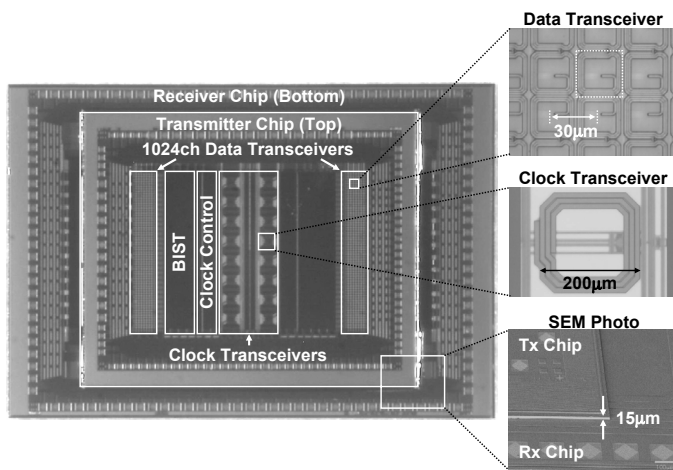 Data Transceiver
Receiver Chip (Bottom)
Transmitter Chip (Top)
1024ch Data Transceivers
30µm
Clock Transceiver
BIST
Clock Control
200µm
Clock Transceivers
SEM Photo
Tx Chip
15µm
Rx Chip